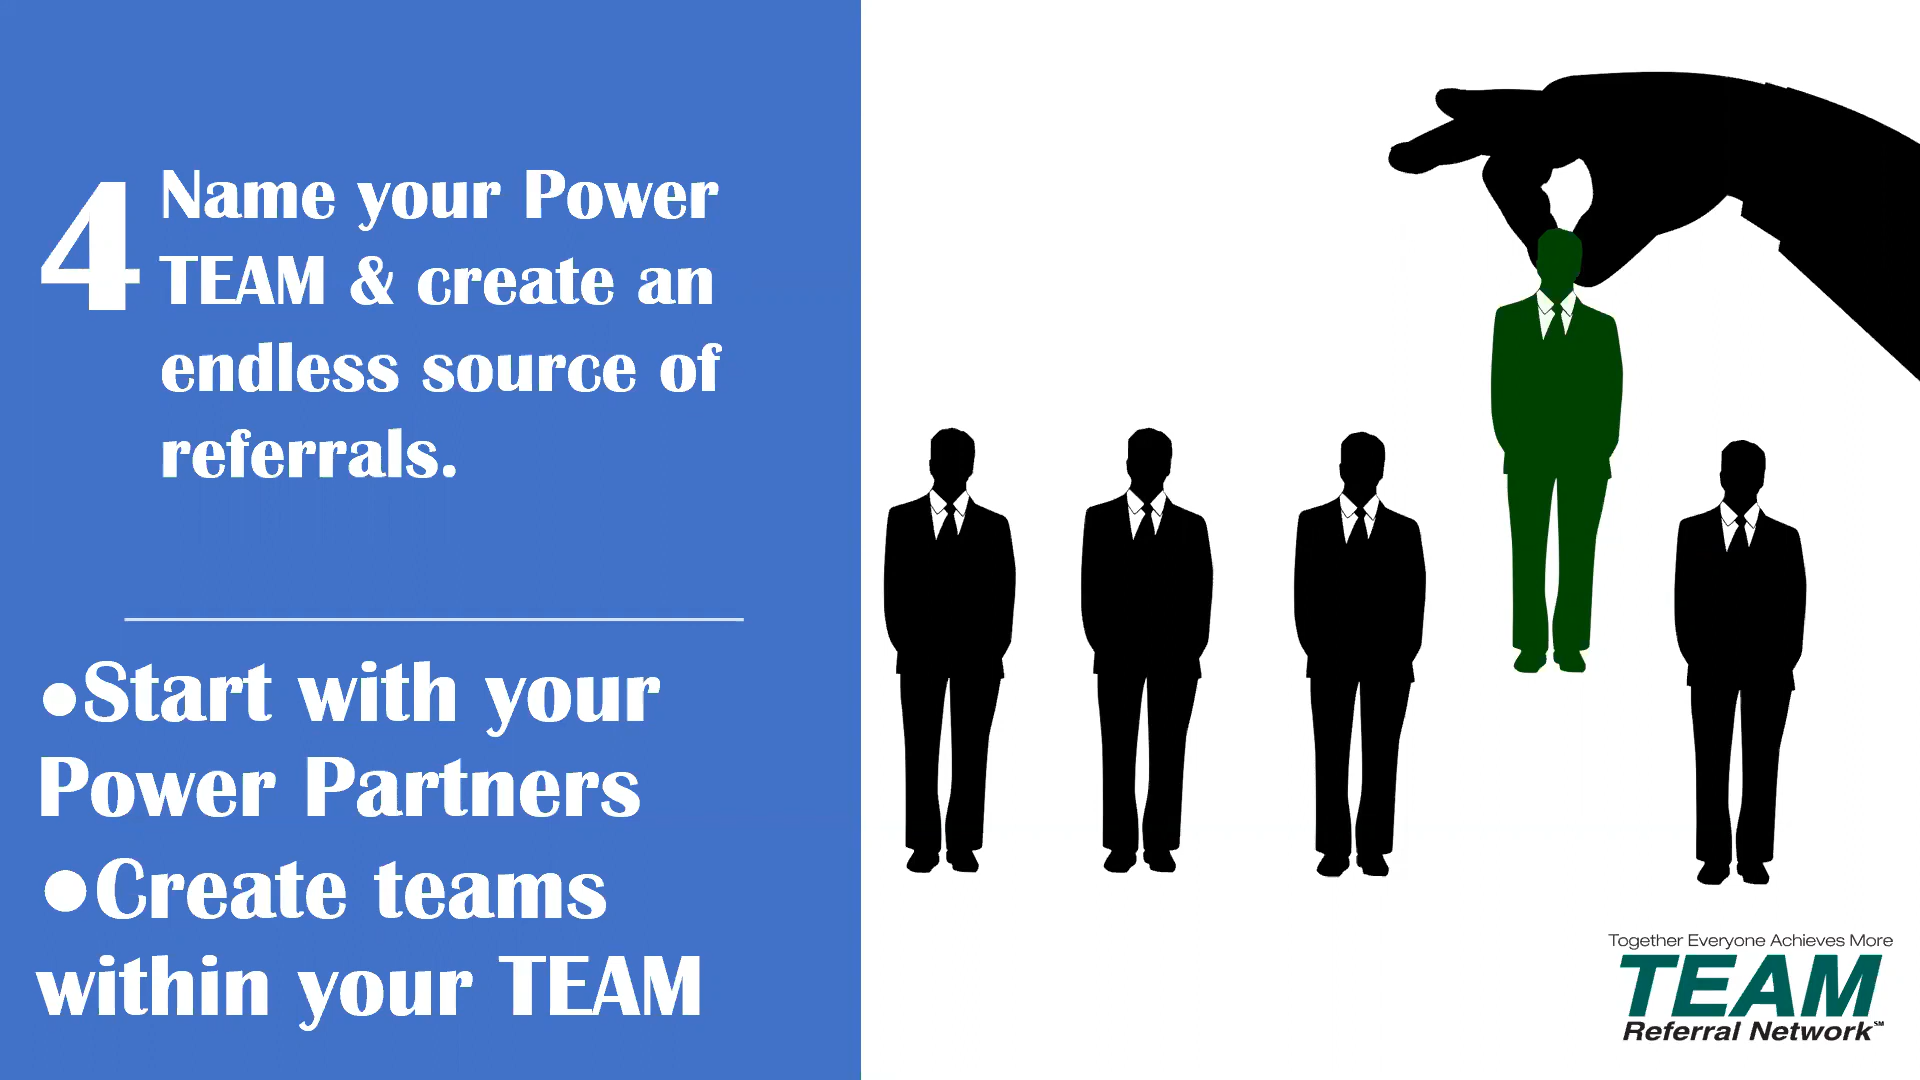 4
Name your Power
TEAM & create an
endless source of
referrals.
●Start with your
Power Partners
●Create teams
within your TEAM
Together Everyone Achieves More
TEAM
Referral Network℠